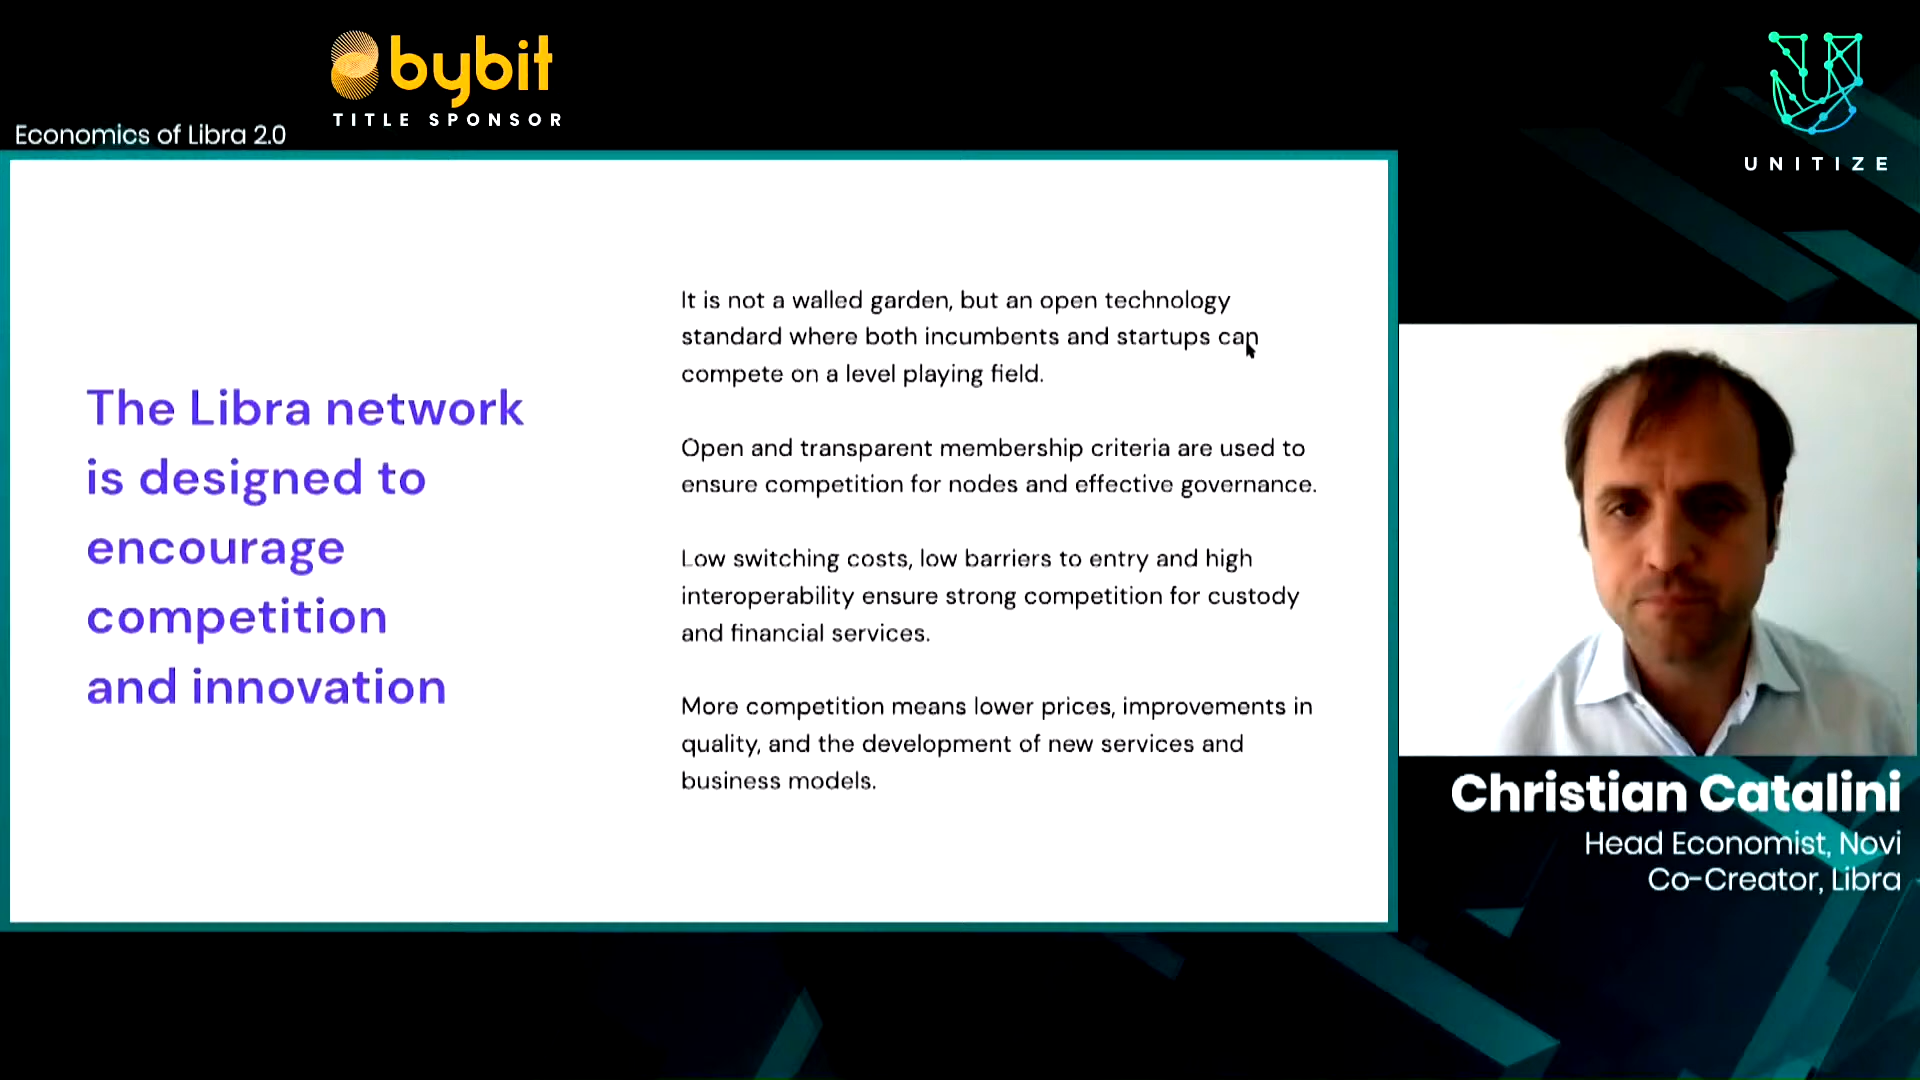 bybit
TITLE SPONSOR
Economics of Libra 2.0
UNITIZE
The Libra network
is designed to
encourage
competition
and innovation
It is not a walled garden, but an open technology
standard where both incumbents and startups can
compete on a level playing field.
Open and transparent membership criteria are used to
ensure competition for nodes and effective governance.
Low switching costs, low barriers to entry and high
interoperability ensure strong competition for custody
and financial services.
More competition means lower prices, improvements in
quality, and the development of new services and
business models.
Christian Catalini
Head Economist, Novi
Co-Creator, Libra